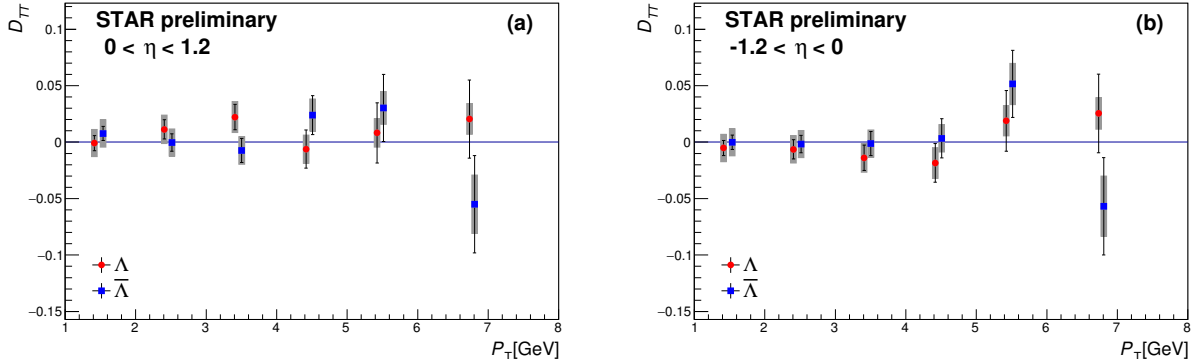 D_TT
STAR preliminary
(a)
0 < η < 1.2
0.1
0.05
0
−0.05
−0.1
−0.15
Λ
Λ̅
1 2 3 4 5 6 7 8
P_T[GeV]
D_TT
STAR preliminary
(b)
-1.2 < η < 0
0.1
0.05
0
−0.05
−0.1
−0.15
Λ
Λ̅
1 2 3 4 5 6 7 8
P_T[GeV]